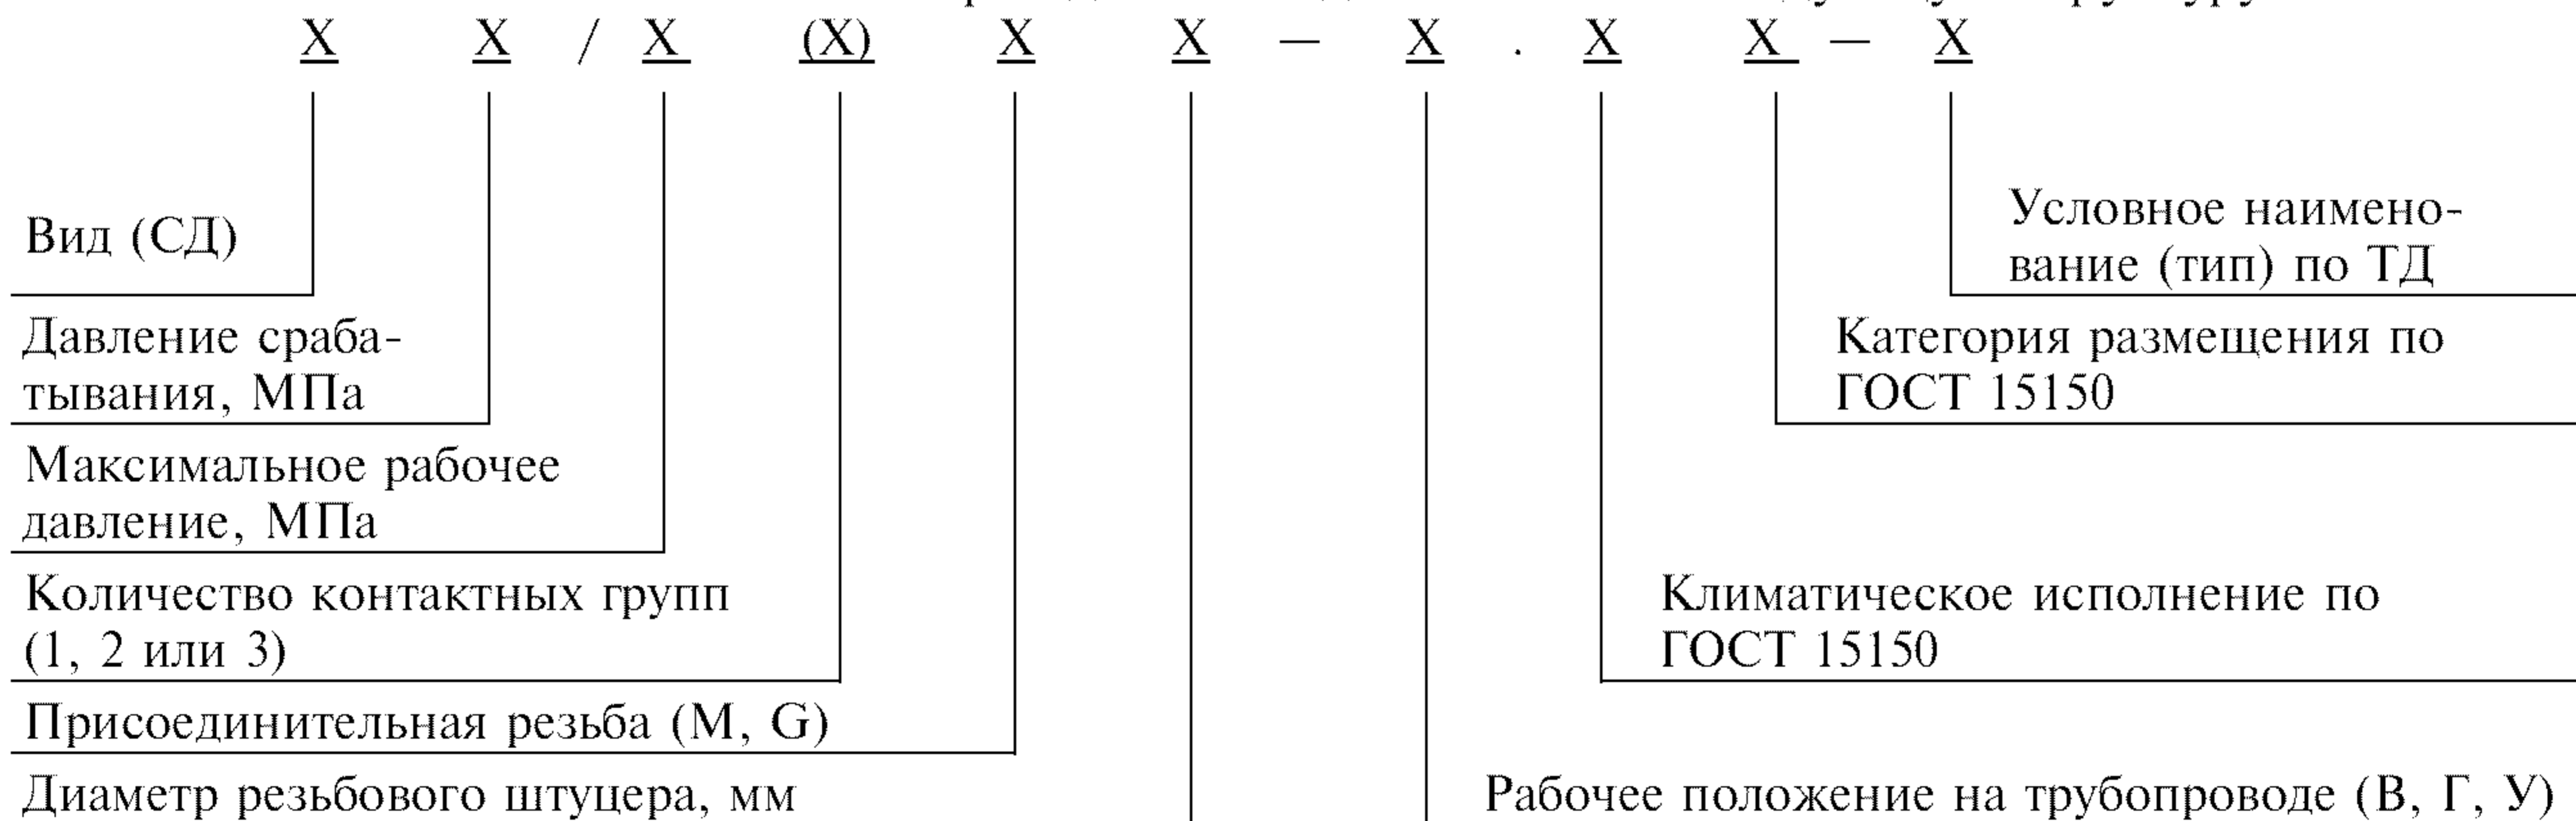 X X / X (X) X X – X . X X – X
Вид (СД)
Условное наимено-
вание (тип) по ТД
Давление сраба-
тывания, МПа
Категория размещения по
ГОСТ 15150
Максимальное рабочее
давление, МПа
Количество контактных групп
(1, 2 или 3)
Климатическое исполнение по
ГОСТ 15150
Присоединительная резьба (М, G)
Диаметр резьбового штуцера, мм
Рабочее положение на трубопроводе (В, Г, У)